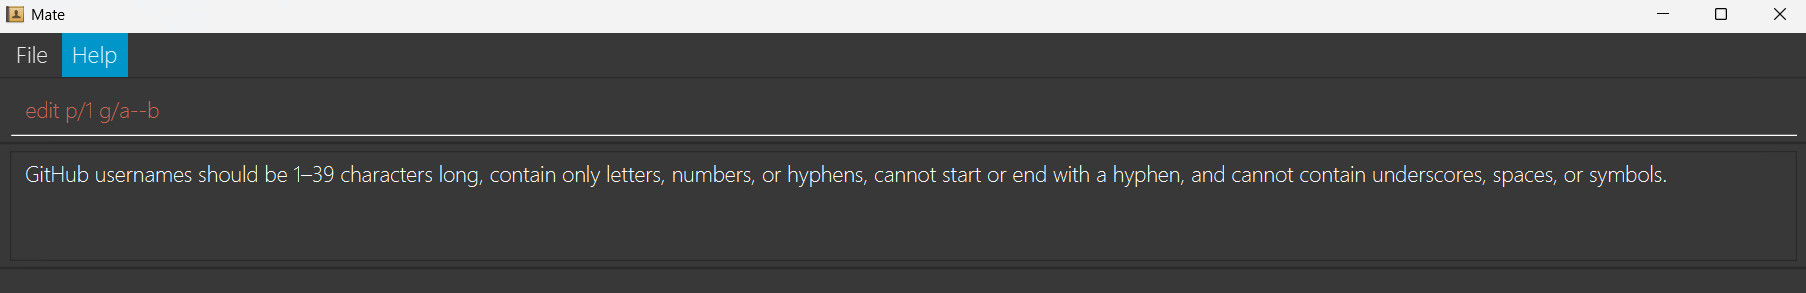 Mate
File Help
edit p/1 g/a--b
GitHub usernames should be 1–39 characters long, contain only letters, numbers, or hyphens, cannot start or end with a hyphen, and cannot contain underscores, spaces, or symbols.